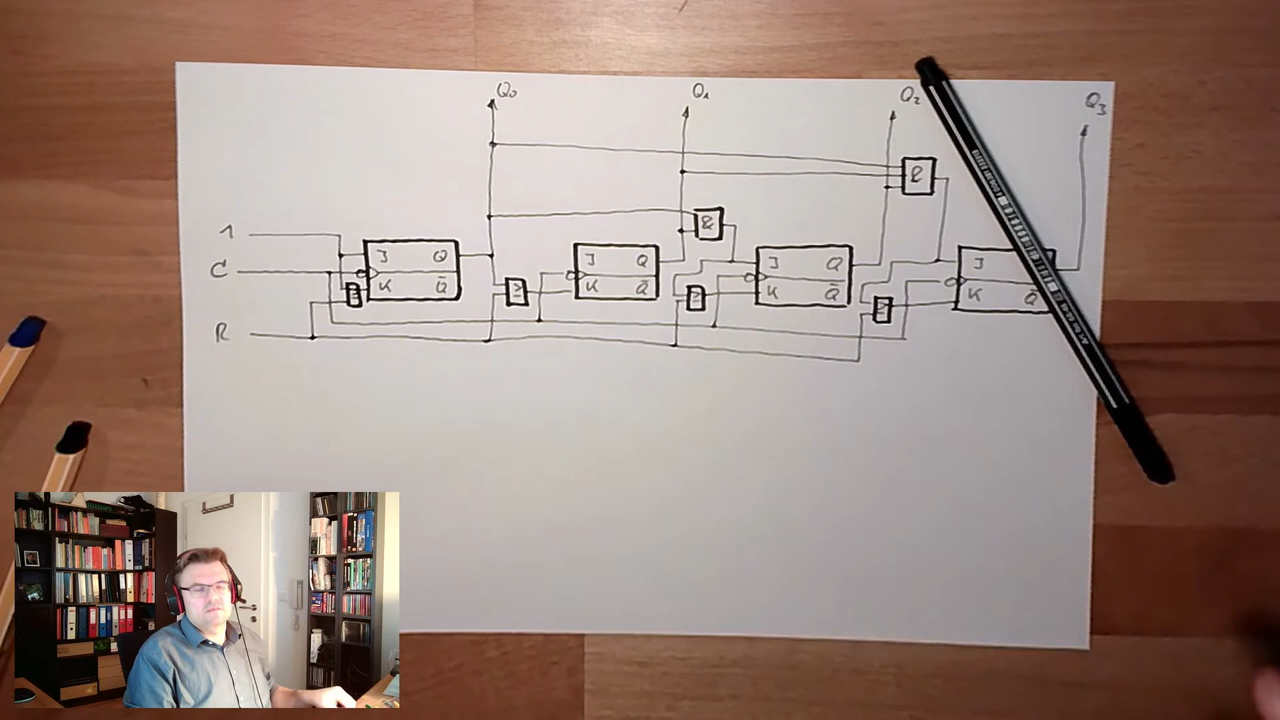 Q₀ Q₁ Q₂ Q₃
&
&
1
C
R
J Q J Q J Q J
K Q̅ K Q̅ K Q̅ K Q̅
≥ ≥ ≥ ≥